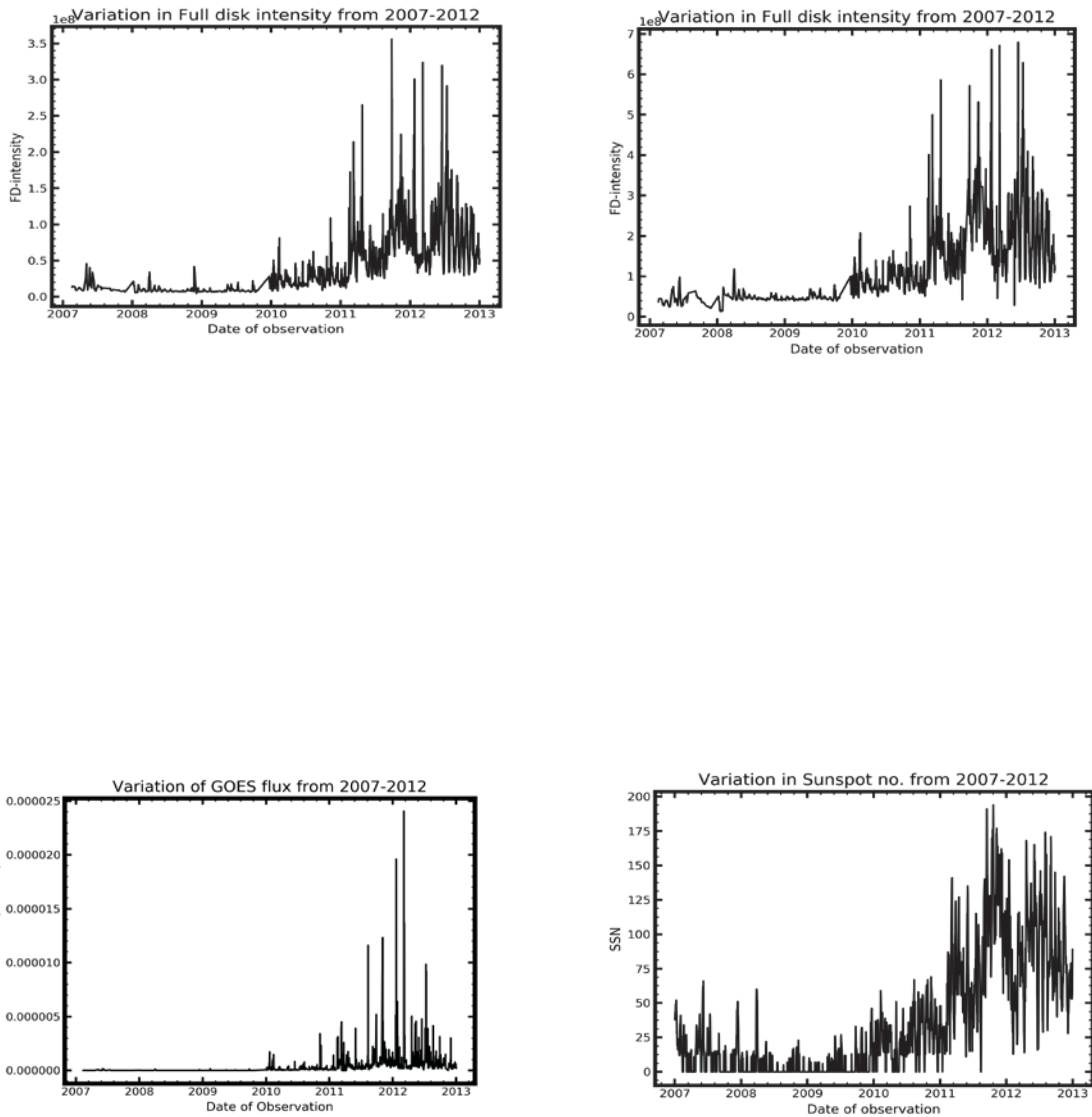 Variation in Full disk intensity from 2007-2012
1e8
3.5
3.0
2.5
2.0
1.5
1.0
0.5
0.0
FD-intensity
2007 2008 2009 2010 2011 2012 2013
Date of observation
Variation in Full disk intensity from 2007-2012
1e8
7
6
5
4
3
2
1
0
FD-intensity
2007 2008 2009 2010 2011 2012 2013
Date of observation
Variation of GOES flux from 2007-2012
0.000025
0.000020
0.000015
0.000010
0.000005
0.000000
2007 2008 2009 2010 2011 2012 2013
Date of Observation
Variation in Sunspot no. from 2007-2012
200
175
150
125
100
75
50
25
0
SSN
2007 2008 2009 2010 2011 2012 2013
Date of observation